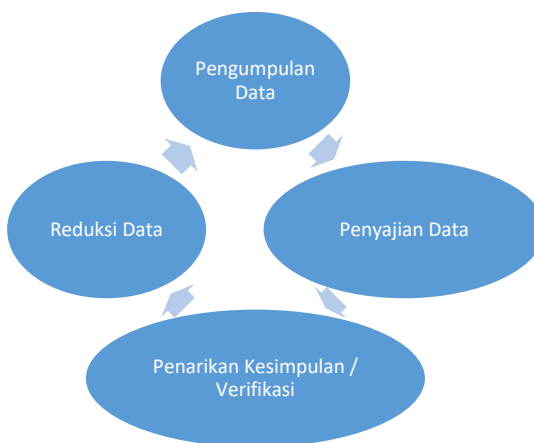 Pengumpulan
Data
Reduksi Data
Penyajian Data
Penarikan Kesimpulan /
Verifikasi